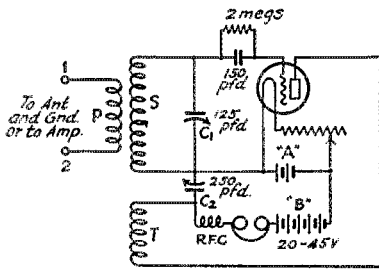 2 megs
1
150
pfd
To Ant
and Gnd.
or to Amp.
P
S
125
pfd
C1
2
"A"
250
pfd.
C2
"B"
T
R.F.C
20-45V